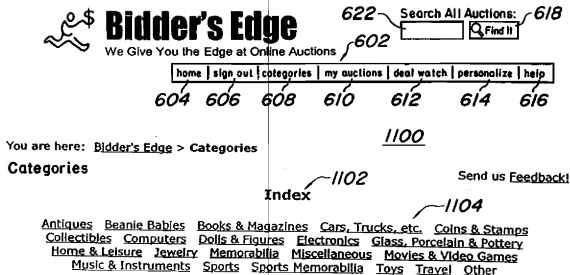 622 Search All Auctions: 618
$ Bidder's Edge Find It
We Give You the Edge at Online Auctions 602
home | sign out | categories | my auctions | deal watch | personalize | help
604 606 608 610 612 614 616
1100
You are here: Bidder's Edge > Categories
Categories
1102 Send us Feedback!
Index
1104
Antiques Beanie Babies Books & Magazines Cars, Trucks, etc. Coins & Stamps
Collectibles Computers Dolls & Figures Electronics Glass, Porcelain & Pottery
Home & Leisure Jewelry Memorabilia Miscellaneous Movies & Video Games
Music & Instruments Sports Sports Memorabilia Toys Travel Other